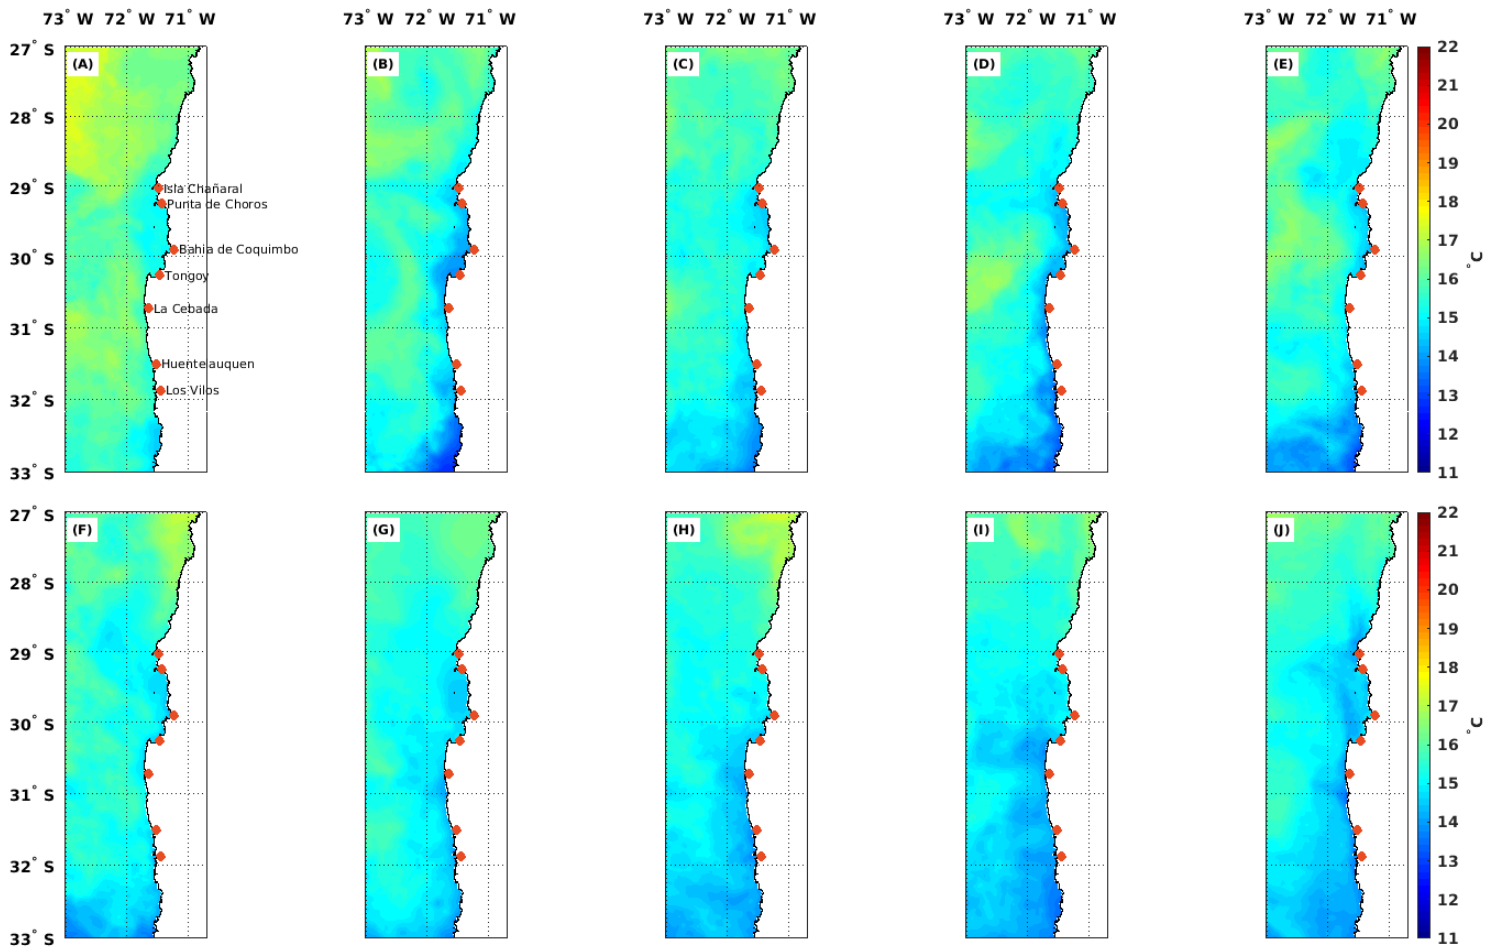 73° W 72° W 71° W 73° W 72° W 71° W 73° W 72° W 71° W 73° W 72° W 71° W 73° W 72° W 71° W
27° S
28° S
29° S
30° S
31° S
32° S
33° S
(A)
Isla Chañaral
Punta de Choros
Bahia de Coquimbo
Tongoy
La Cebada
Huentelauquen
Los Vilos
(B)
(C)
(D)
(E)
22
21
20
19
18
17
16
15
14
13
12
11
°C
27° S
28° S
29° S
30° S
31° S
32° S
33° S
(F)
(G)
(H)
(I)
(J)
22
21
20
19
18
17
16
15
14
13
12
11
°C